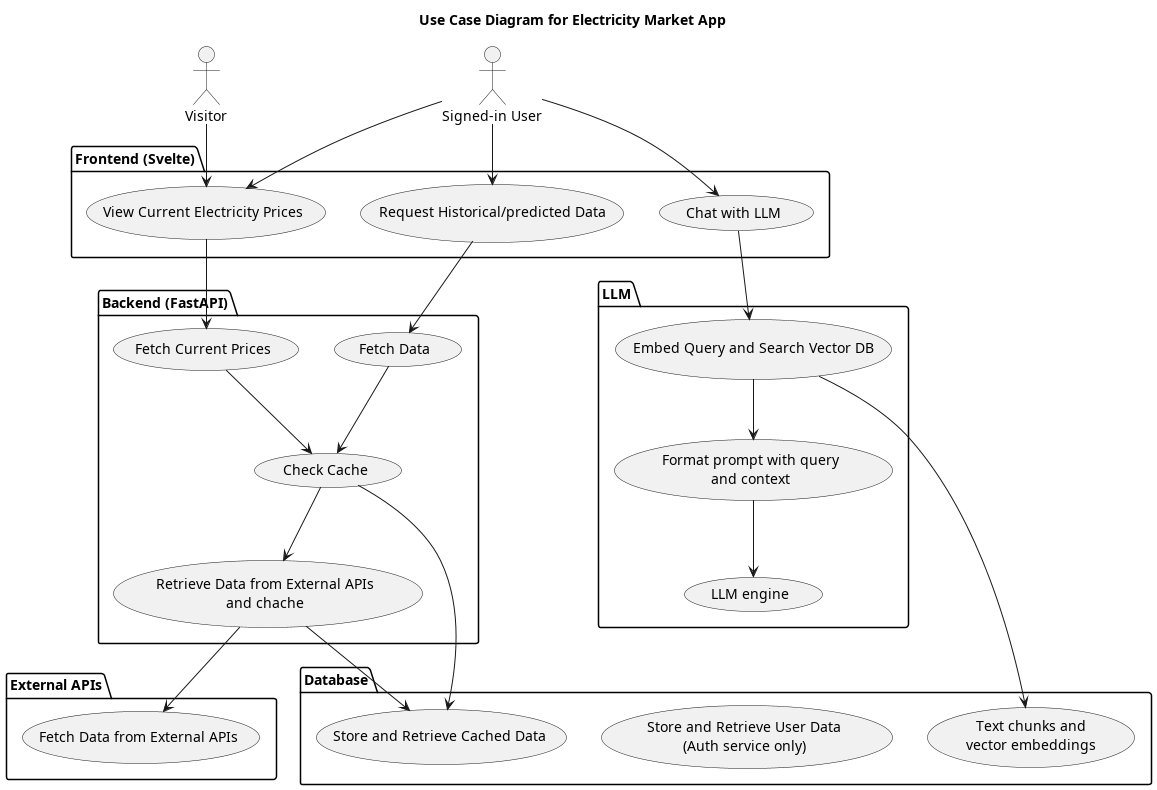 Use Case Diagram for Electricity Market App
Visitor
Signed-in User
Frontend (Svelte)
View Current Electricity Prices
Request Historical/predicted Data
Chat with LLM
Backend (FastAPI)
Fetch Current Prices
Fetch Data
Check Cache
Retrieve Data from External APIs
and chache
LLM
Embed Query and Search Vector DB
Format prompt with query
and context
LLM engine
External APIs
Fetch Data from External APIs
Database
Store and Retrieve Cached Data
Store and Retrieve User Data
(Auth service only)
Text chunks and
vector embeddings